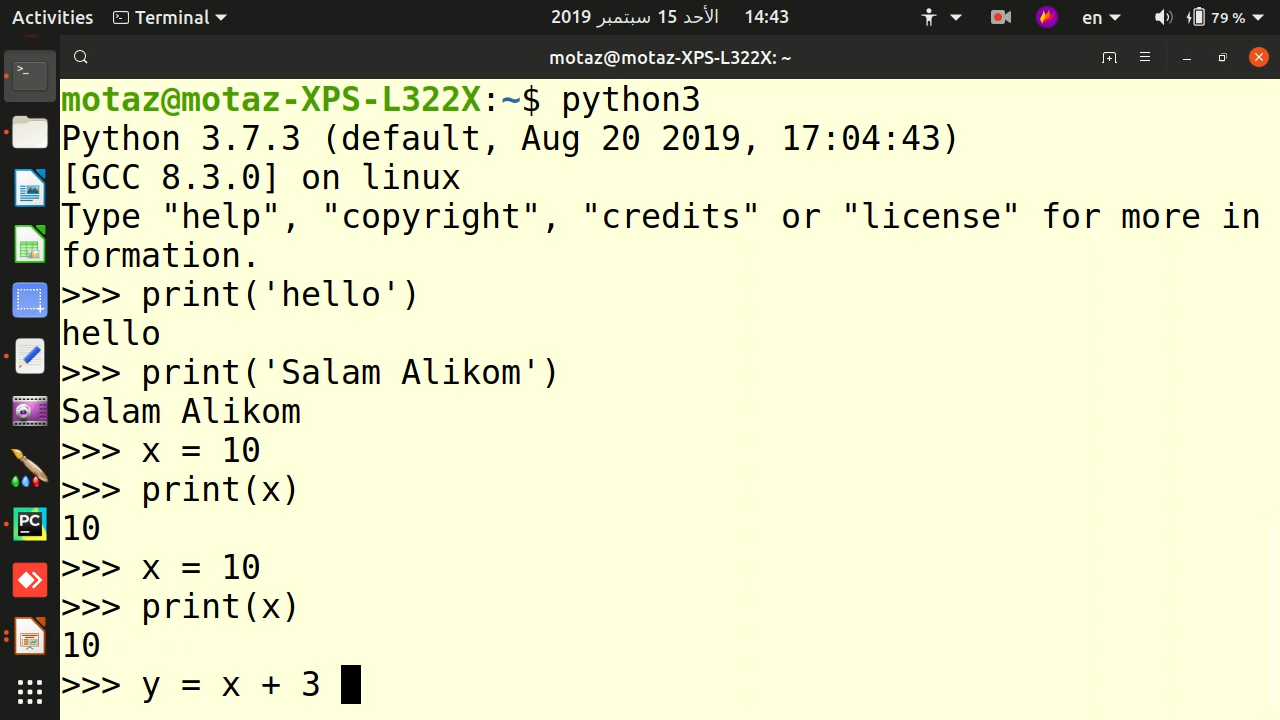 Activities Terminal الأحد 15 سبتمبر 2019 14:43 en 79 %
motaz@motaz-XPS-L322X: ~
motaz@motaz-XPS-L322X:~$ python3
Python 3.7.3 (default, Aug 20 2019, 17:04:43)
[GCC 8.3.0] on linux
Type "help", "copyright", "credits" or "license" for more in
formation.
>>> print('hello')
hello
>>> print('Salam Alikom')
Salam Alikom
>>> x = 10
>>> print(x)
10
>>> x = 10
>>> print(x)
10
>>> y = x + 3
PC